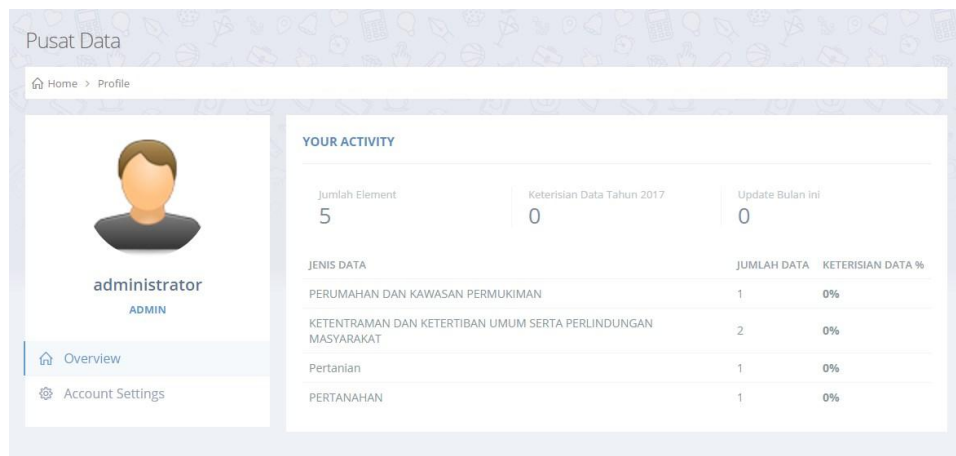 Pusat Data
Home > Profile
administrator
ADMIN
Overview
Account Settings
YOUR ACTIVITY
Jumlah Element
5
Keterisian Data Tahun 2017
0
Update Bulan ini
0
JENIS DATA JUMLAH DATA KETERISIAN DATA %
PERUMAHAN DAN KAWASAN PERMUKIMAN 1 0%
KETENTRAMAN DAN KETERTIBAN UMUM SERTA PERLINDUNGAN
MASYARAKAT 2 0%
Pertanian 1 0%
PERTANAHAN 1 0%